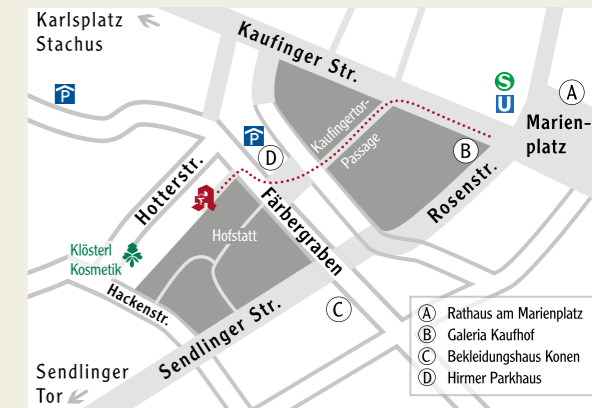 Karlsplatz
Stachus
Kaufinger Str.
P
S
U
A
Marien-
platz
P
D
Kaufingertor-
Passage
B
Rosenstr.
Hotterstr.
A
Färbergraben
Hofstatt
Klösterl
Kosmetik
Hackenstr.
Sendlinger Str.
C
Sendlinger
Tor
A Rathaus am Marienplatz
B Galeria Kaufhof
C Bekleidungshaus Konen
D Hirmer Parkhaus